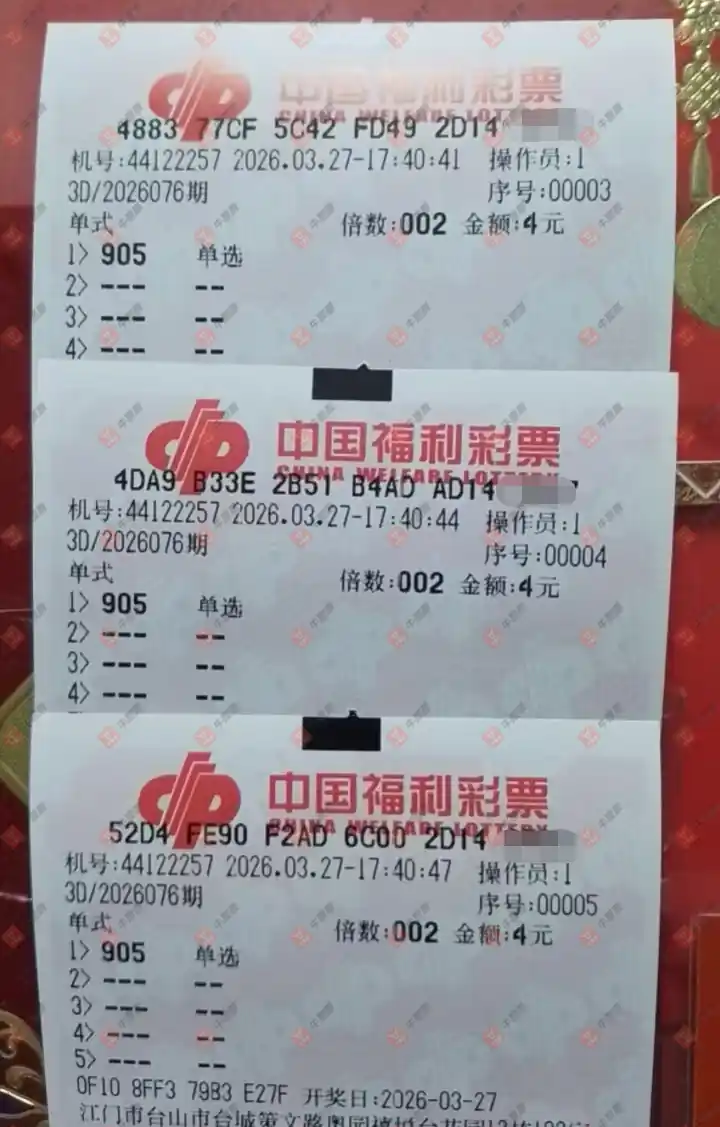 中国福利彩票
CHINA WELFARE LOTTERY
4883 77CF 5C42 FD49 2D14
机号:44122257 2026.03.27-17:40:41 操作员:1
3D/2026076期 序号:00003
单式 倍数:002 金额:4元
1> 905 单选
2> --- --
3> --- --
4> --- --
中国福利彩票
CHINA WELFARE LOTTERY
4DA9 B33E 2B51 B4AD AD14
机号:44122257 2026.03.27-17:40:44 操作员:1
3D/2026076期 序号:00004
单式 倍数:002 金额:4元
1> 905 单选
2> --- --
3> --- --
4> --- --
中国福利彩票
CHINA WELFARE LOTTERY
52D4 FE90 F2AD 6C00 2D14
机号:44122257 2026.03.27-17:40:47 操作员:1
3D/2026076期 序号:00005
单式 倍数:002 金额:4元
1> 905 单选
2> --- --
3> --- --
4> --- --
5> --- --
0F10 8FF3 79B3 E27F 开奖日:2026-03-27
江门市台山市台城第文路奥园